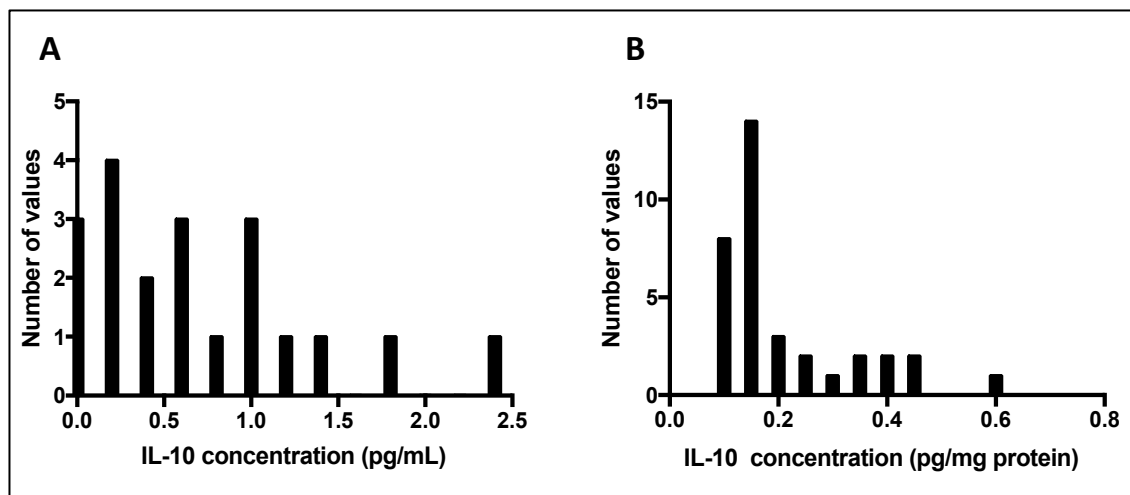 A
Number of values
5
4
3
2
1
0
0.0 0.5 1.0 1.5 2.0 2.5
IL-10 concentration (pg/mL)
B
Number of values
15
10
5
0
0.0 0.2 0.4 0.6 0.8
IL-10 concentration (pg/mg protein)